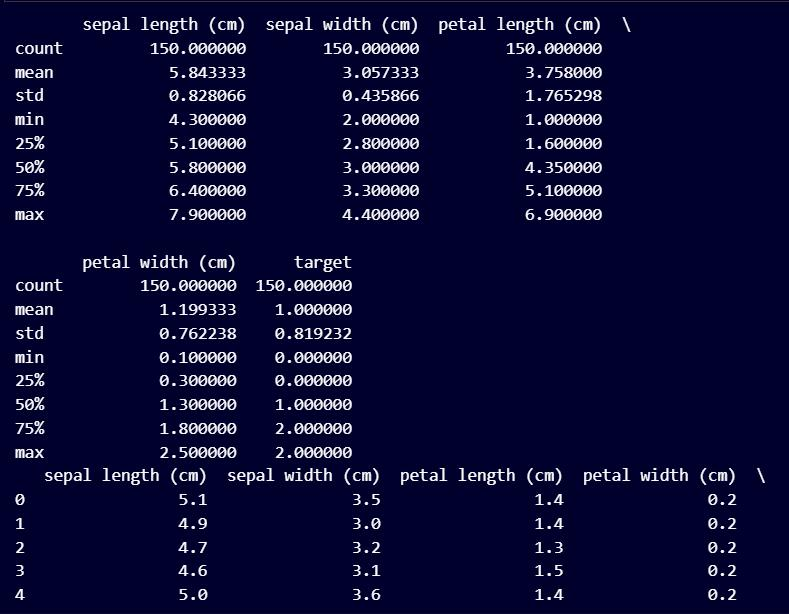 sepal length (cm) sepal width (cm) petal length (cm) \
count 150.000000 150.000000 150.000000
mean 5.843333 3.057333 3.758000
std 0.828066 0.435866 1.765298
min 4.300000 2.000000 1.000000
25% 5.100000 2.800000 1.600000
50% 5.800000 3.000000 4.350000
75% 6.400000 3.300000 5.100000
max 7.900000 4.400000 6.900000
petal width (cm) target
count 150.000000 150.000000
mean 1.199333 1.000000
std 0.762238 0.819232
min 0.100000 0.000000
25% 0.300000 0.000000
50% 1.300000 1.000000
75% 1.800000 2.000000
max 2.500000 2.000000
sepal length (cm) sepal width (cm) petal length (cm) petal width (cm) \
0 5.1 3.5 1.4 0.2
1 4.9 3.0 1.4 0.2
2 4.7 3.2 1.3 0.2
3 4.6 3.1 1.5 0.2
4 5.0 3.6 1.4 0.2